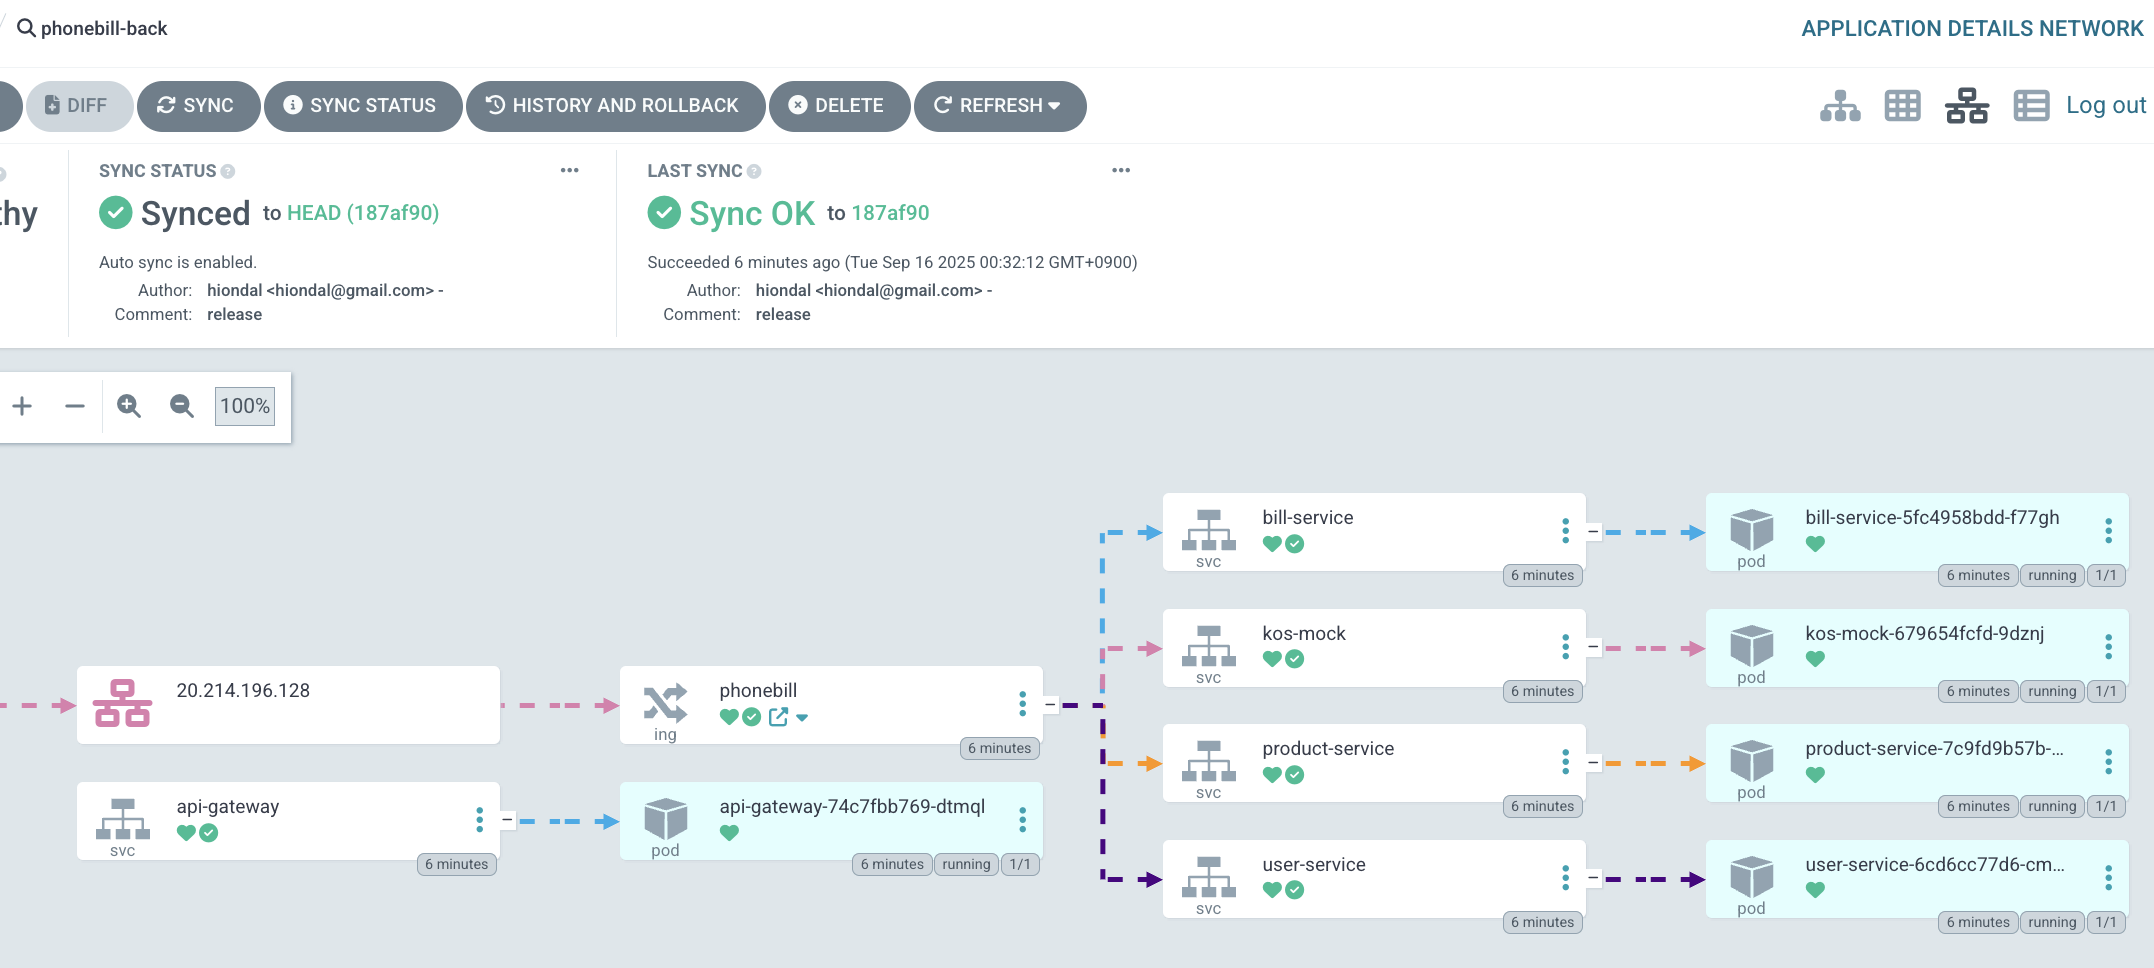 phonebill-back
APPLICATION DETAILS NETWORK
DIFF
SYNC
SYNC STATUS
HISTORY AND ROLLBACK
DELETE
REFRESH
Log out
thy
SYNC STATUS
Synced to HEAD (187af90)
Auto sync is enabled.
Author: hiondal <hiondal@gmail.com> -
Comment: release
LAST SYNC
Sync OK to 187af90
Succeeded 6 minutes ago (Tue Sep 16 2025 00:32:12 GMT+0900)
Author: hiondal <hiondal@gmail.com> -
Comment: release
100%
20.214.196.128
api-gateway
svc
6 minutes
phonebill
ing
6 minutes
api-gateway-74c7fbb769-dtmql
pod
6 minutes running 1/1
bill-service
svc
6 minutes
bill-service-5fc4958bdd-f77gh
pod
6 minutes running 1/1
kos-mock
svc
6 minutes
kos-mock-679654fcfd-9dznj
pod
6 minutes running 1/1
product-service
svc
6 minutes
product-service-7c9fd9b57b-...
pod
6 minutes running 1/1
user-service
svc
6 minutes
user-service-6cd6cc77d6-cm...
pod
6 minutes running 1/1